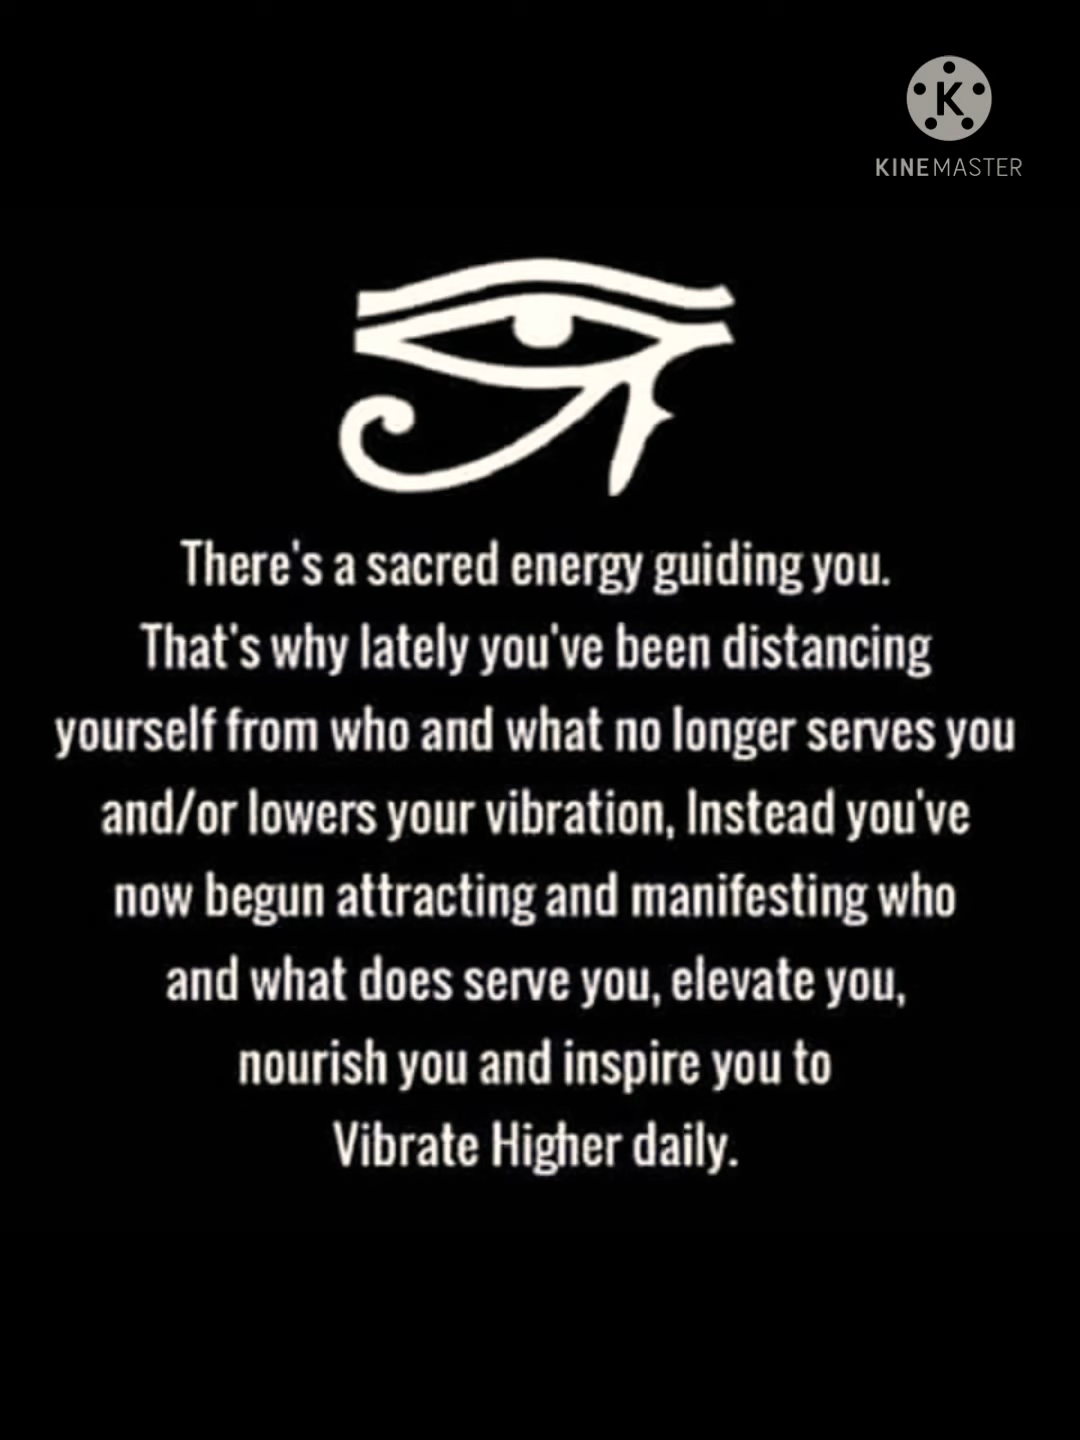 K
KINEMASTER
There's a sacred energy guiding you.
That's why lately you've been distancing
yourself from who and what no longer serves you
and/or lowers your vibration, Instead you've
now begun attracting and manifesting who
and what does serve you, elevate you,
nourish you and inspire you to
Vibrate Higher daily.